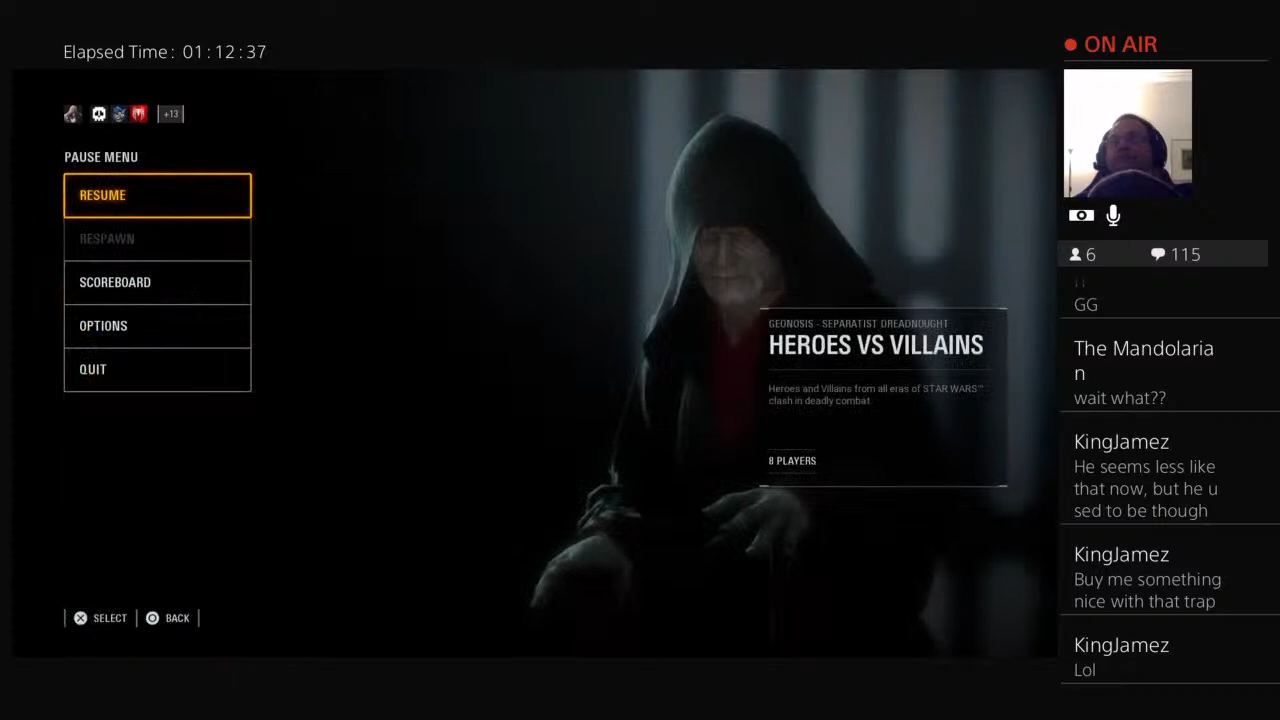 Elapsed Time: 01:12:37
ON AIR
+13
PAUSE MENU
RESUME
RESPAWN
SCOREBOARD
OPTIONS
QUIT
GEONOSIS - SEPARATIST DREADNOUGHT
HEROES VS VILLAINS
Heroes and Villains from all eras of STAR WARS™
clash in deadly combat.
8 PLAYERS
SELECT
BACK
6
115
GG
The Mandolaria
n
wait what??
KingJamez
He seems less like
that now, but he u
sed to be though
KingJamez
Buy me something
nice with that trap
KingJamez
Lol